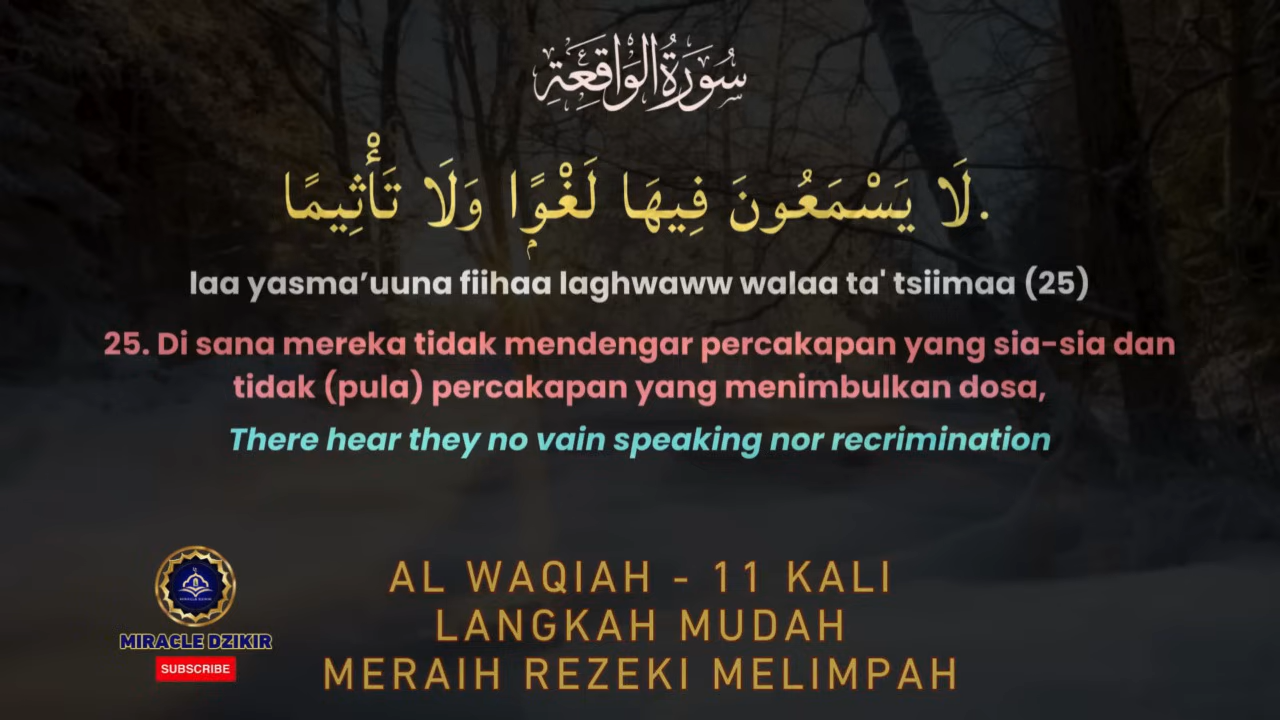 سُورَةُ الْوَاقِعَةِ
لَا يَسْمَعُونَ فِيهَا لَغْوًا وَلَا تَأْثِيمًا.
laa yasma’uuna fiihaa laghwaww walaa ta' tsiimaa (25)
25. Di sana mereka tidak mendengar percakapan yang sia-sia dan
tidak (pula) percakapan yang menimbulkan dosa,
There hear they no vain speaking nor recrimination
AL WAQIAH - 11 KALI
LANGKAH MUDAH
MERAIH REZEKI MELIMPAH
MIRACLE DZIKIR
SUBSCRIBE